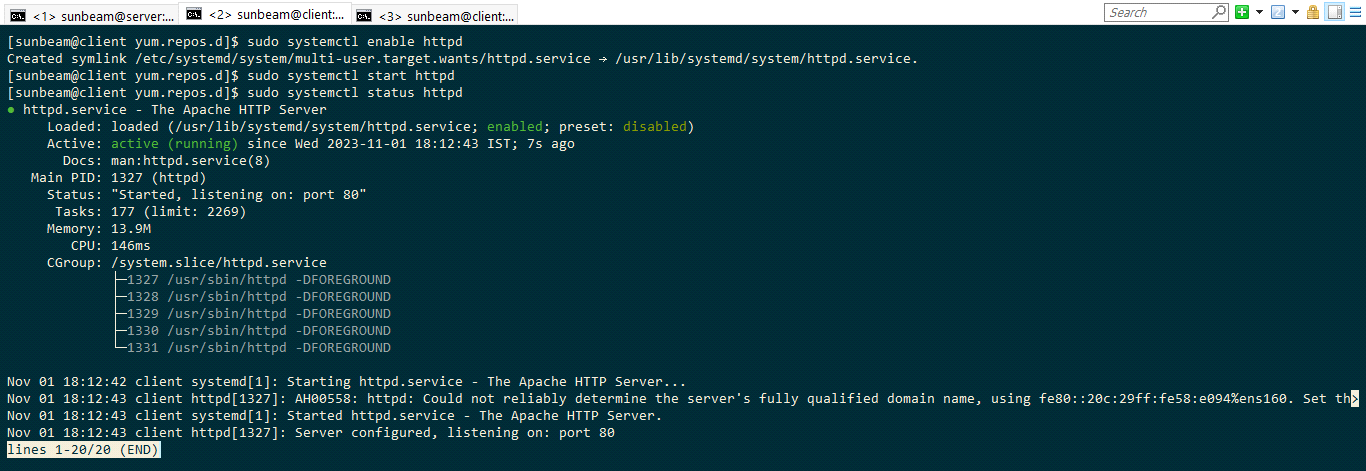 <1> sunbeam@server:...
<2> sunbeam@client:...
<3> sunbeam@client:...
Search
[sunbeam@client yum.repos.d]$ sudo systemctl enable httpd
Created symlink /etc/systemd/system/multi-user.target.wants/httpd.service → /usr/lib/systemd/system/httpd.service.
[sunbeam@client yum.repos.d]$ sudo systemctl start httpd
[sunbeam@client yum.repos.d]$ sudo systemctl status httpd
● httpd.service - The Apache HTTP Server
Loaded: loaded (/usr/lib/systemd/system/httpd.service; enabled; preset: disabled)
Active: active (running) since Wed 2023-11-01 18:12:43 IST; 7s ago
Docs: man:httpd.service(8)
Main PID: 1327 (httpd)
Status: "Started, listening on: port 80"
Tasks: 177 (limit: 2269)
Memory: 13.9M
CPU: 146ms
CGroup: /system.slice/httpd.service
├─1327 /usr/sbin/httpd -DFOREGROUND
├─1328 /usr/sbin/httpd -DFOREGROUND
├─1329 /usr/sbin/httpd -DFOREGROUND
├─1330 /usr/sbin/httpd -DFOREGROUND
└─1331 /usr/sbin/httpd -DFOREGROUND
Nov 01 18:12:42 client systemd[1]: Starting httpd.service - The Apache HTTP Server...
Nov 01 18:12:43 client httpd[1327]: AH00558: httpd: Could not reliably determine the server's fully qualified domain name, using fe80::20c:29ff:fe58:e094%ens160. Set th>
Nov 01 18:12:43 client systemd[1]: Started httpd.service - The Apache HTTP Server.
Nov 01 18:12:43 client httpd[1327]: Server configured, listening on: port 80
lines 1-20/20 (END)